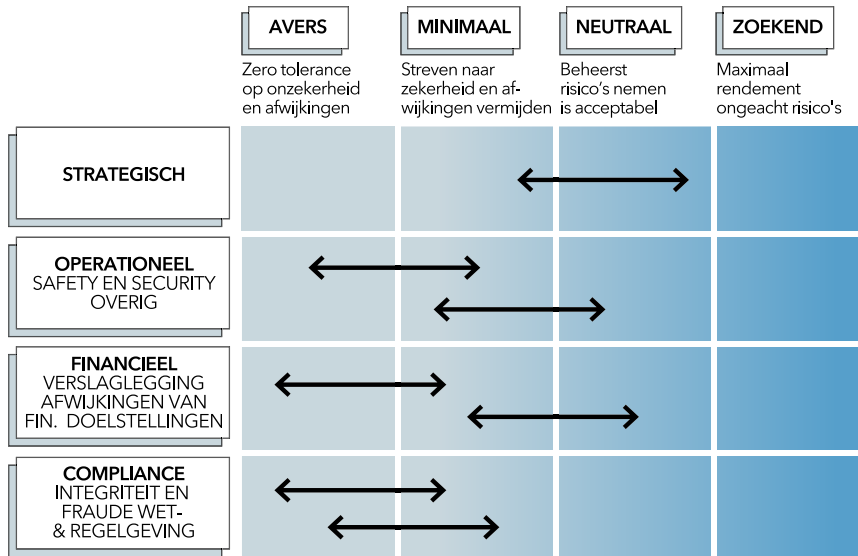 AVERS
MINIMAAL
NEUTRAAL
ZOEKEND
Zero tolerance
op onzekerheid
en afwijkingen
Streven naar
zekerheid en af-
wijkingen vermijden
Beheerst
risico's nemen
is acceptabel
Maximaal
rendement
ongeacht risico's
STRATEGISCH
OPERATIONEEL
SAFETY EN SECURITY
OVERIG
FINANCIEEL
VERSLAGLEGGING
AFWIJKINGEN VAN
FIN. DOELSTELLINGEN
COMPLIANCE
INTEGRITEIT EN
FRAUDE WET-
& REGELGEVING